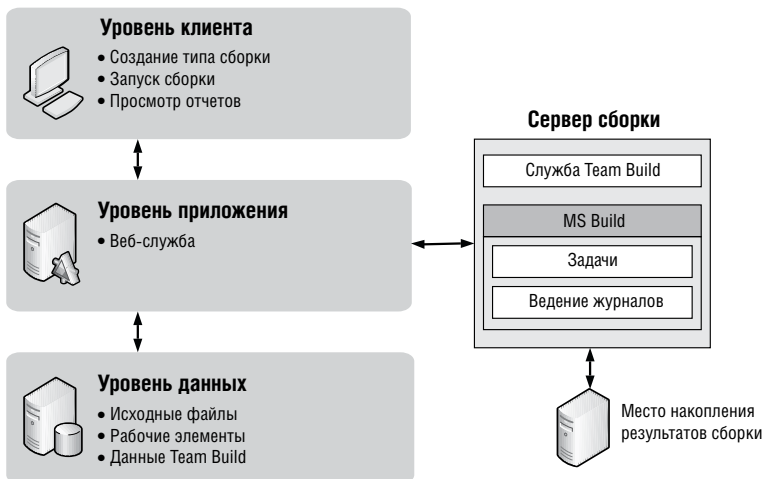 Уровень клиента
• Создание типа сборки
• Запуск сборки
• Просмотр отчетов
Уровень приложения
• Веб-служба
Уровень данных
• Исходные файлы
• Рабочие элементы
• Данные Team Build
Сервер сборки
Служба Team Build
MS Build
Задачи
Ведение журналов
Место накопления
результатов сборки